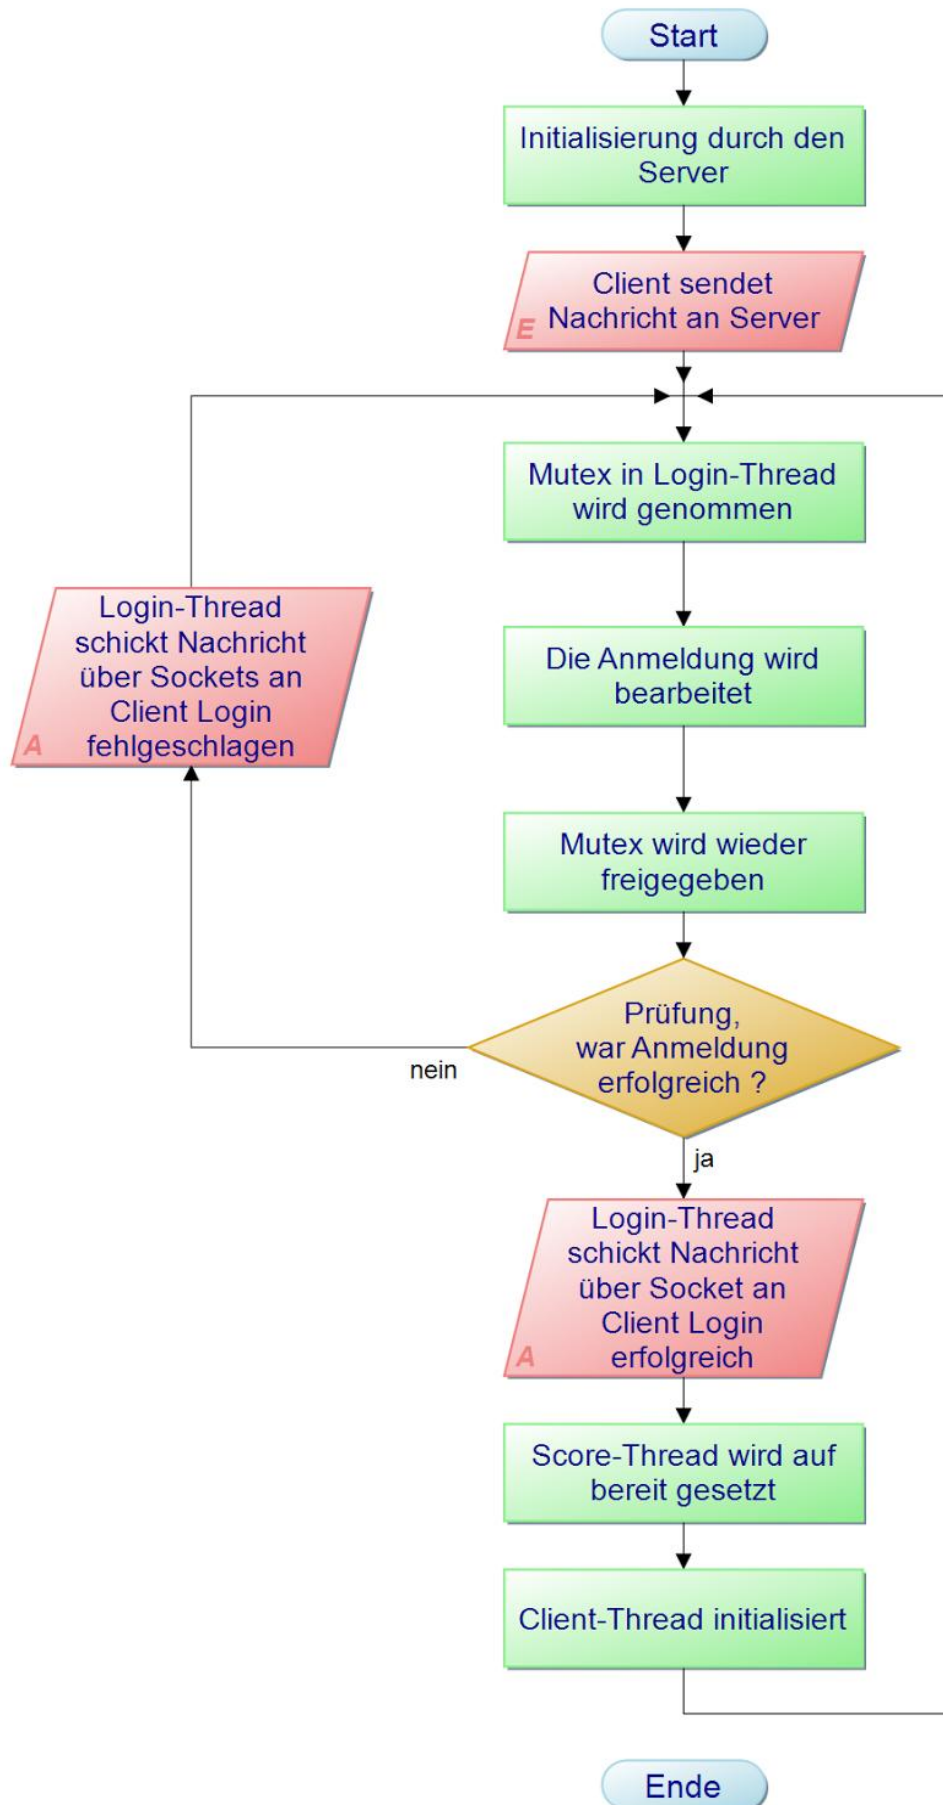 Start
Initialisierung durch den
Server
Client sendet
Nachricht an Server
E
Mutex in Login-Thread
wird genommen
Login-Thread
schickt Nachricht
über Sockets an
Client Login
fehlgeschlagen
A
Die Anmeldung wird
bearbeitet
Mutex wird wieder
freigegeben
Prüfung,
war Anmeldung
erfolgreich ?
nein
ja
Login-Thread
schickt Nachricht
über Socket an
Client Login
erfolgreich
A
Score-Thread wird auf
bereit gesetzt
Client-Thread initialisiert
Ende